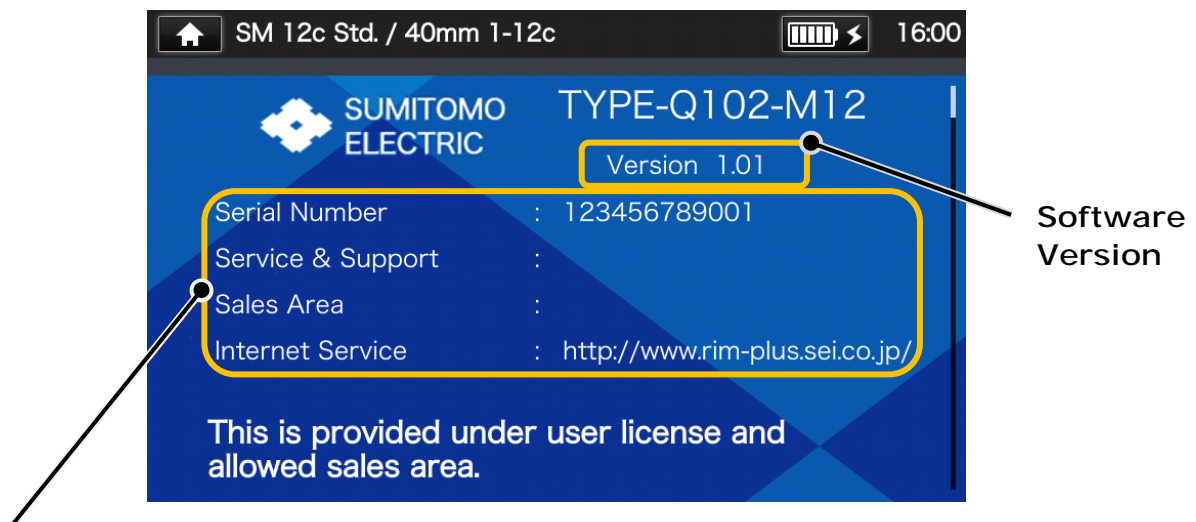 SM 12c Std. / 40mm 1-12c 16:00
SUMITOMO
ELECTRIC
TYPE-Q102-M12
Version 1.01
Serial Number : 123456789001
Service & Support :
Sales Area :
Internet Service : http://www.rim-plus.sei.co.jp/
This is provided under user license and
allowed sales area.
Software
Version